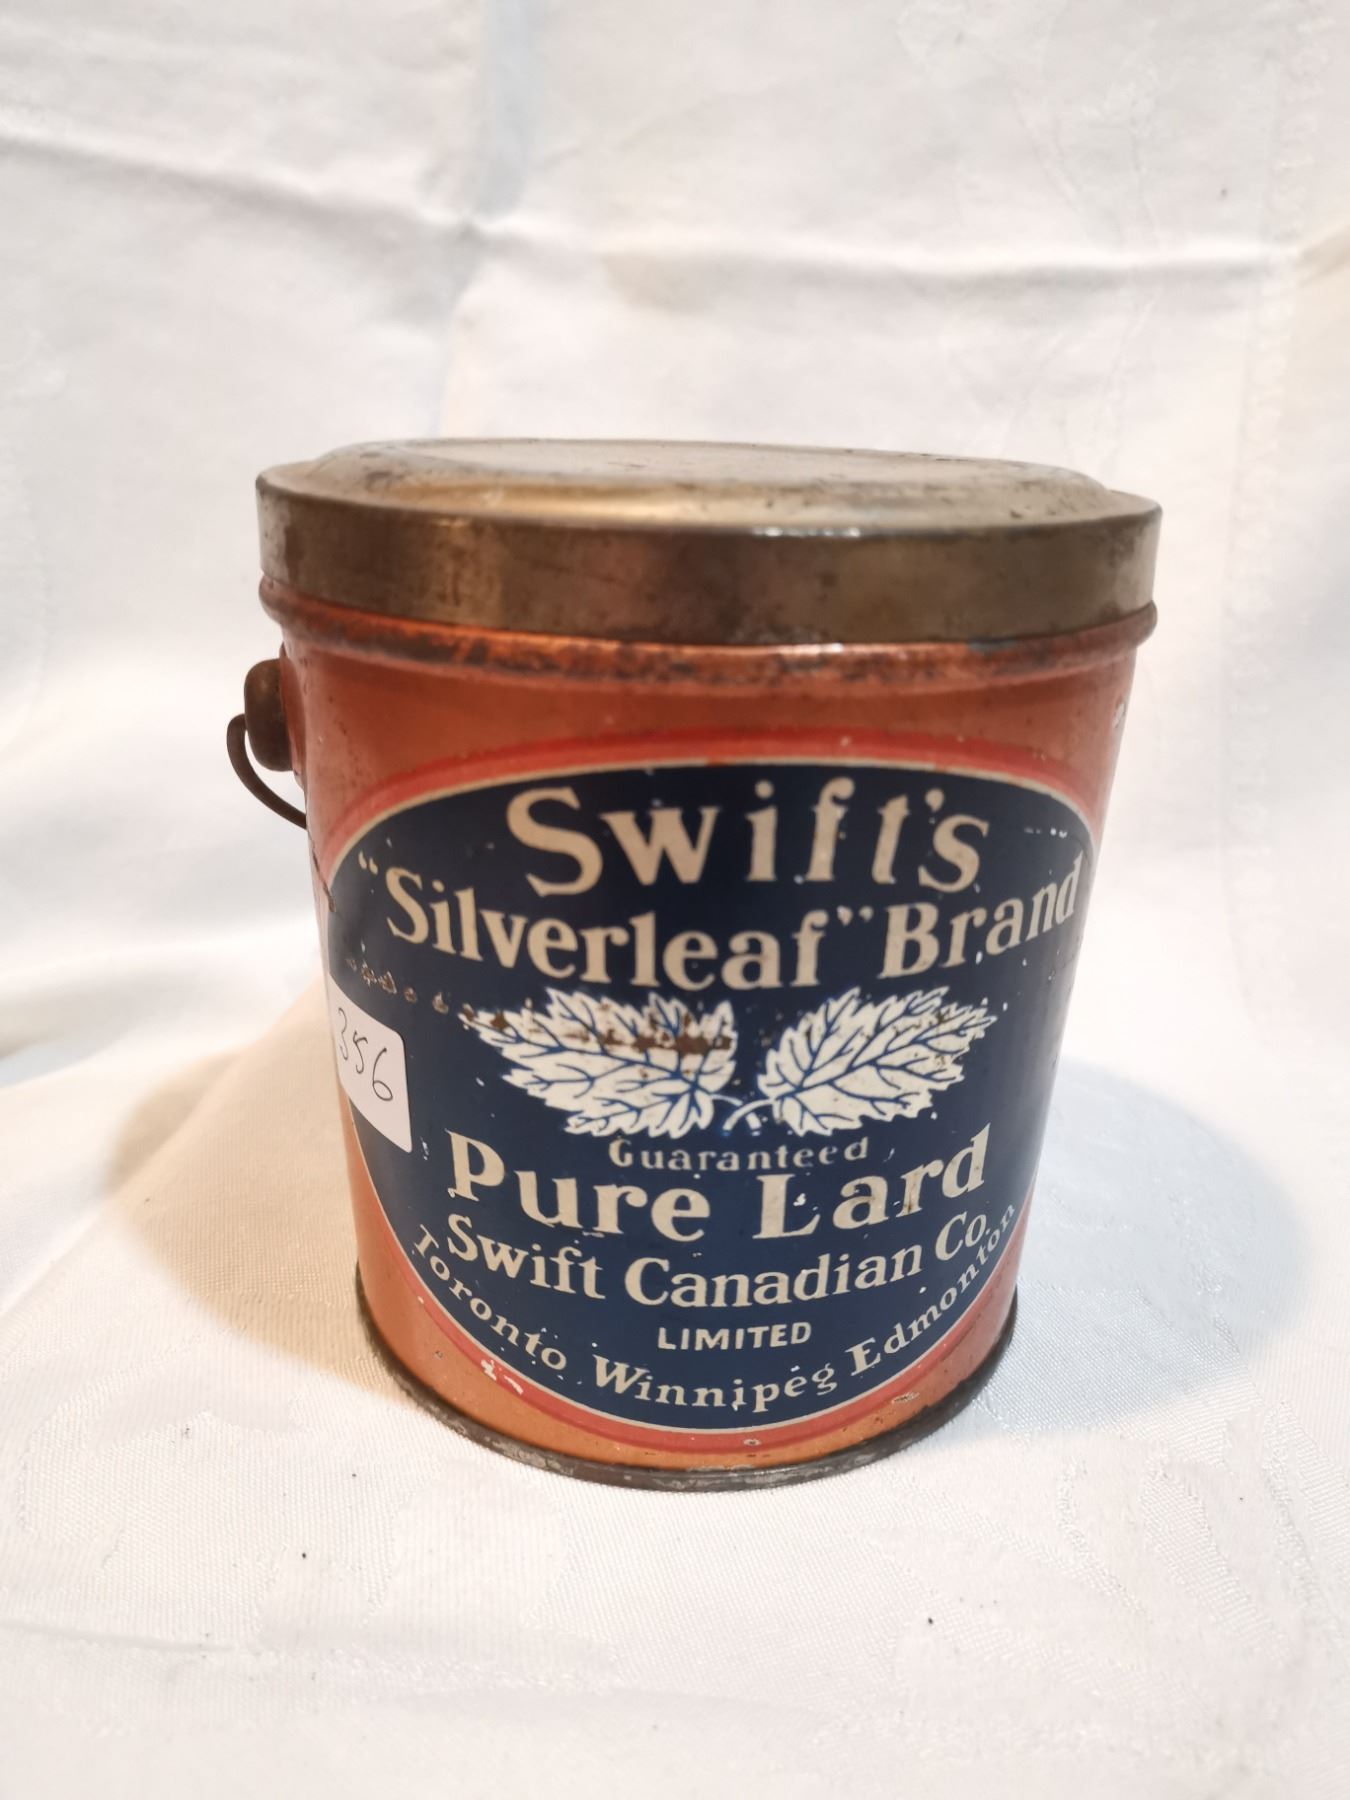 Swift's
"Silverleaf" Brand
Guaranteed
Pure Lard
Swift Canadian Co.
LIMITED
Toronto Winnipeg Edmonton
356